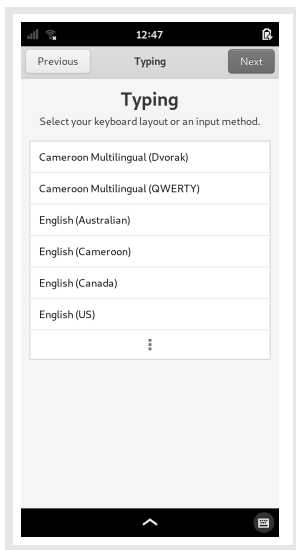 12:47
Previous Typing Next
Typing
Select your keyboard layout or an input method.
Cameroon Multilingual (Dvorak)
Cameroon Multilingual (QWERTY)
English (Australian)
English (Cameroon)
English (Canada)
English (US)